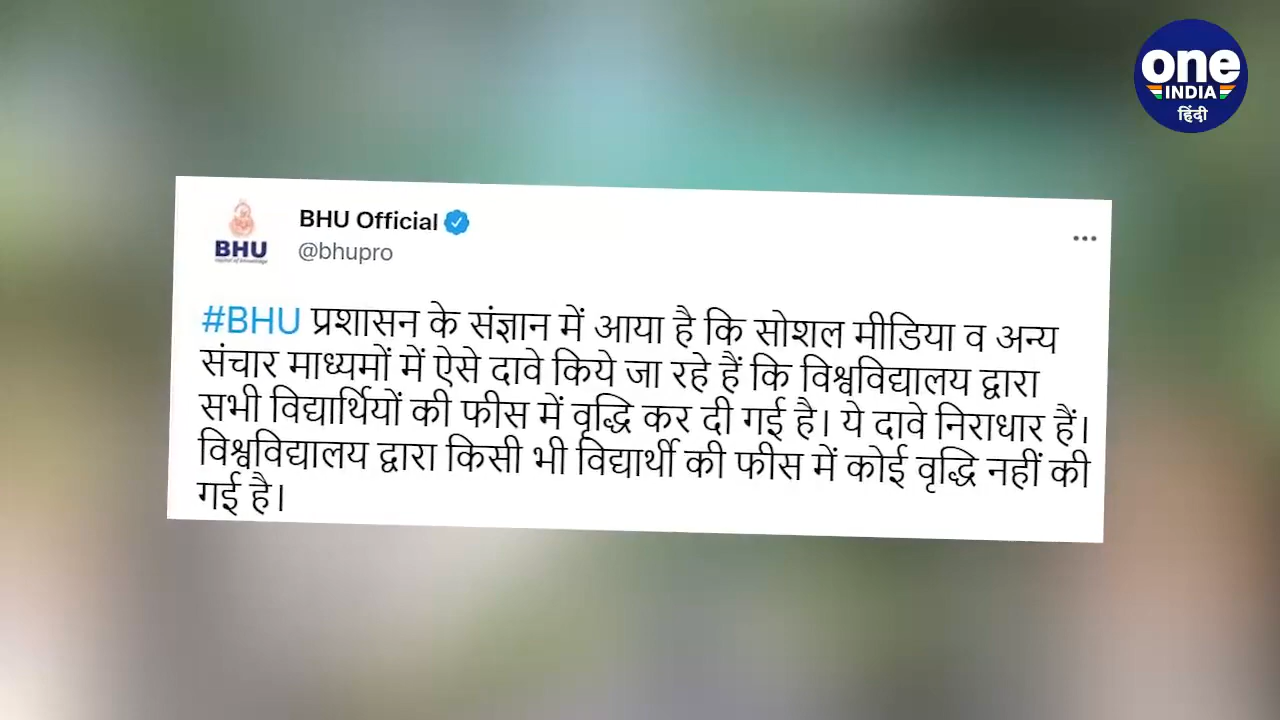 one
INDIA
हिंदी
BHU Official
@bhupro
BHU
#BHU प्रशासन के संज्ञान में आया है कि सोशल मीडिया व अन्य
संचार माध्यमों में ऐसे दावे किये जा रहे हैं कि विश्वविद्यालय द्वारा
सभी विद्यार्थियों की फीस में वृद्धि कर दी गई है। ये दावे निराधार हैं।
विश्वविद्यालय द्वारा किसी भी विद्यार्थी की फीस में कोई वृद्धि नहीं की
गई है।